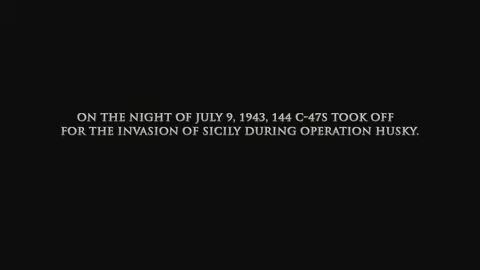 ON THE NIGHT OF JULY 9, 1943, 144 C-47S TOOK OFF
FOR THE INVASION OF SICILY DURING OPERATION HUSKY.